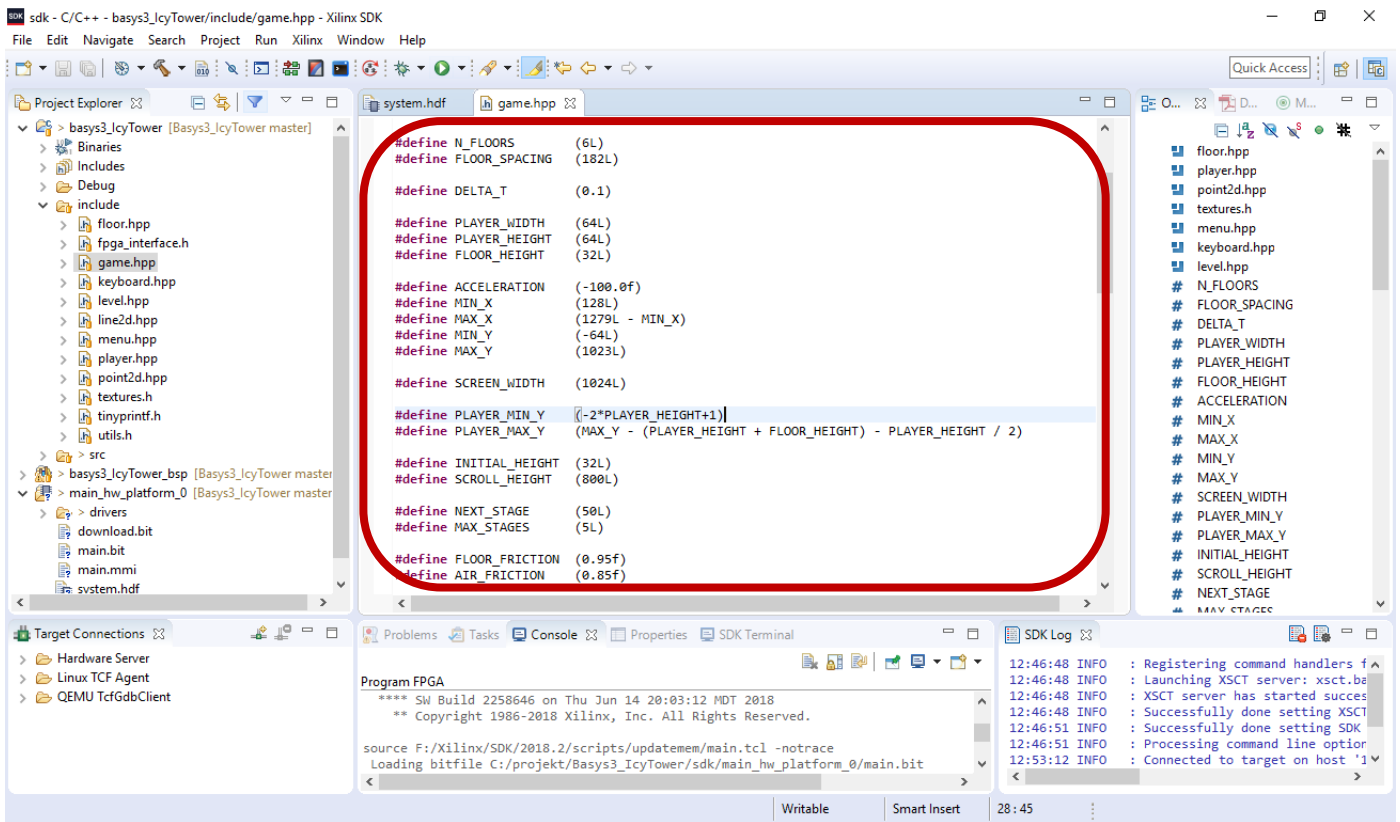 SDK sdk - C/C++ - basys3_IcyTower/include/game.hpp - Xilinx SDK
File Edit Navigate Search Project Run Xilinx Window Help
Quick Access
Project Explorer
> basys3_IcyTower [Basys3_IcyTower master]
Binaries
Includes
Debug
include
floor.hpp
fpga_interface.h
game.hpp
keyboard.hpp
level.hpp
line2d.hpp
menu.hpp
player.hpp
point2d.hpp
textures.h
tinyprintf.h
utils.h
> src
> basys3_IcyTower_bsp [Basys3_IcyTower master
> main_hw_platform_0 [Basys3_IcyTower master
> drivers
download.bit
main.bit
main.mmi
system.hdf
system.hdf game.hpp
#define N_FLOORS (6L)
#define FLOOR_SPACING (182L)
#define DELTA_T (0.1)
#define PLAYER_WIDTH (64L)
#define PLAYER_HEIGHT (64L)
#define FLOOR_HEIGHT (32L)
#define ACCELERATION (-100.0f)
#define MIN_X (128L)
#define MAX_X (1279L - MIN_X)
#define MIN_Y (-64L)
#define MAX_Y (1023L)
#define SCREEN_WIDTH (1024L)
#define PLAYER_MIN_Y (-2*PLAYER_HEIGHT+1)
#define PLAYER_MAX_Y (MAX_Y - (PLAYER_HEIGHT + FLOOR_HEIGHT) - PLAYER_HEIGHT / 2)
#define INITIAL_HEIGHT (32L)
#define SCROLL_HEIGHT (800L)
#define NEXT_STAGE (50L)
#define MAX_STAGES (5L)
#define FLOOR_FRICTION (0.95f)
#define AIR_FRICTION (0.85f)
O... D... M...
floor.hpp
player.hpp
point2d.hpp
textures.h
menu.hpp
keyboard.hpp
level.hpp
# N_FLOORS
# FLOOR_SPACING
# DELTA_T
# PLAYER_WIDTH
# PLAYER_HEIGHT
# FLOOR_HEIGHT
# ACCELERATION
# MIN_X
# MAX_X
# MIN_Y
# MAX_Y
# SCREEN_WIDTH
# PLAYER_MIN_Y
# PLAYER_MAX_Y
# INITIAL_HEIGHT
# SCROLL_HEIGHT
# NEXT_STAGE
# MAX_STAGES
Target Connections
Hardware Server
Linux TCF Agent
QEMU TcfGdbClient
Problems Tasks Console Properties SDK Terminal
Program FPGA
**** SW Build 2258646 on Thu Jun 14 20:03:12 MDT 2018
** Copyright 1986-2018 Xilinx, Inc. All Rights Reserved.
source F:/Xilinx/SDK/2018.2/scripts/updatemem/main.tcl -notrace
Loading bitfile C:/projekt/Basys3_IcyTower/sdk/main_hw_platform_0/main.bit
SDK Log
12:46:48 INFO : Registering command handlers f
12:46:48 INFO : Launching XSCT server: xsct.ba
12:46:48 INFO : XSCT server has started succes
12:46:48 INFO : Successfully done setting XSCT
12:46:51 INFO : Successfully done setting SDK
12:46:51 INFO : Processing command line option
12:53:12 INFO : Connected to target on host '1
Writable Smart Insert 28:45